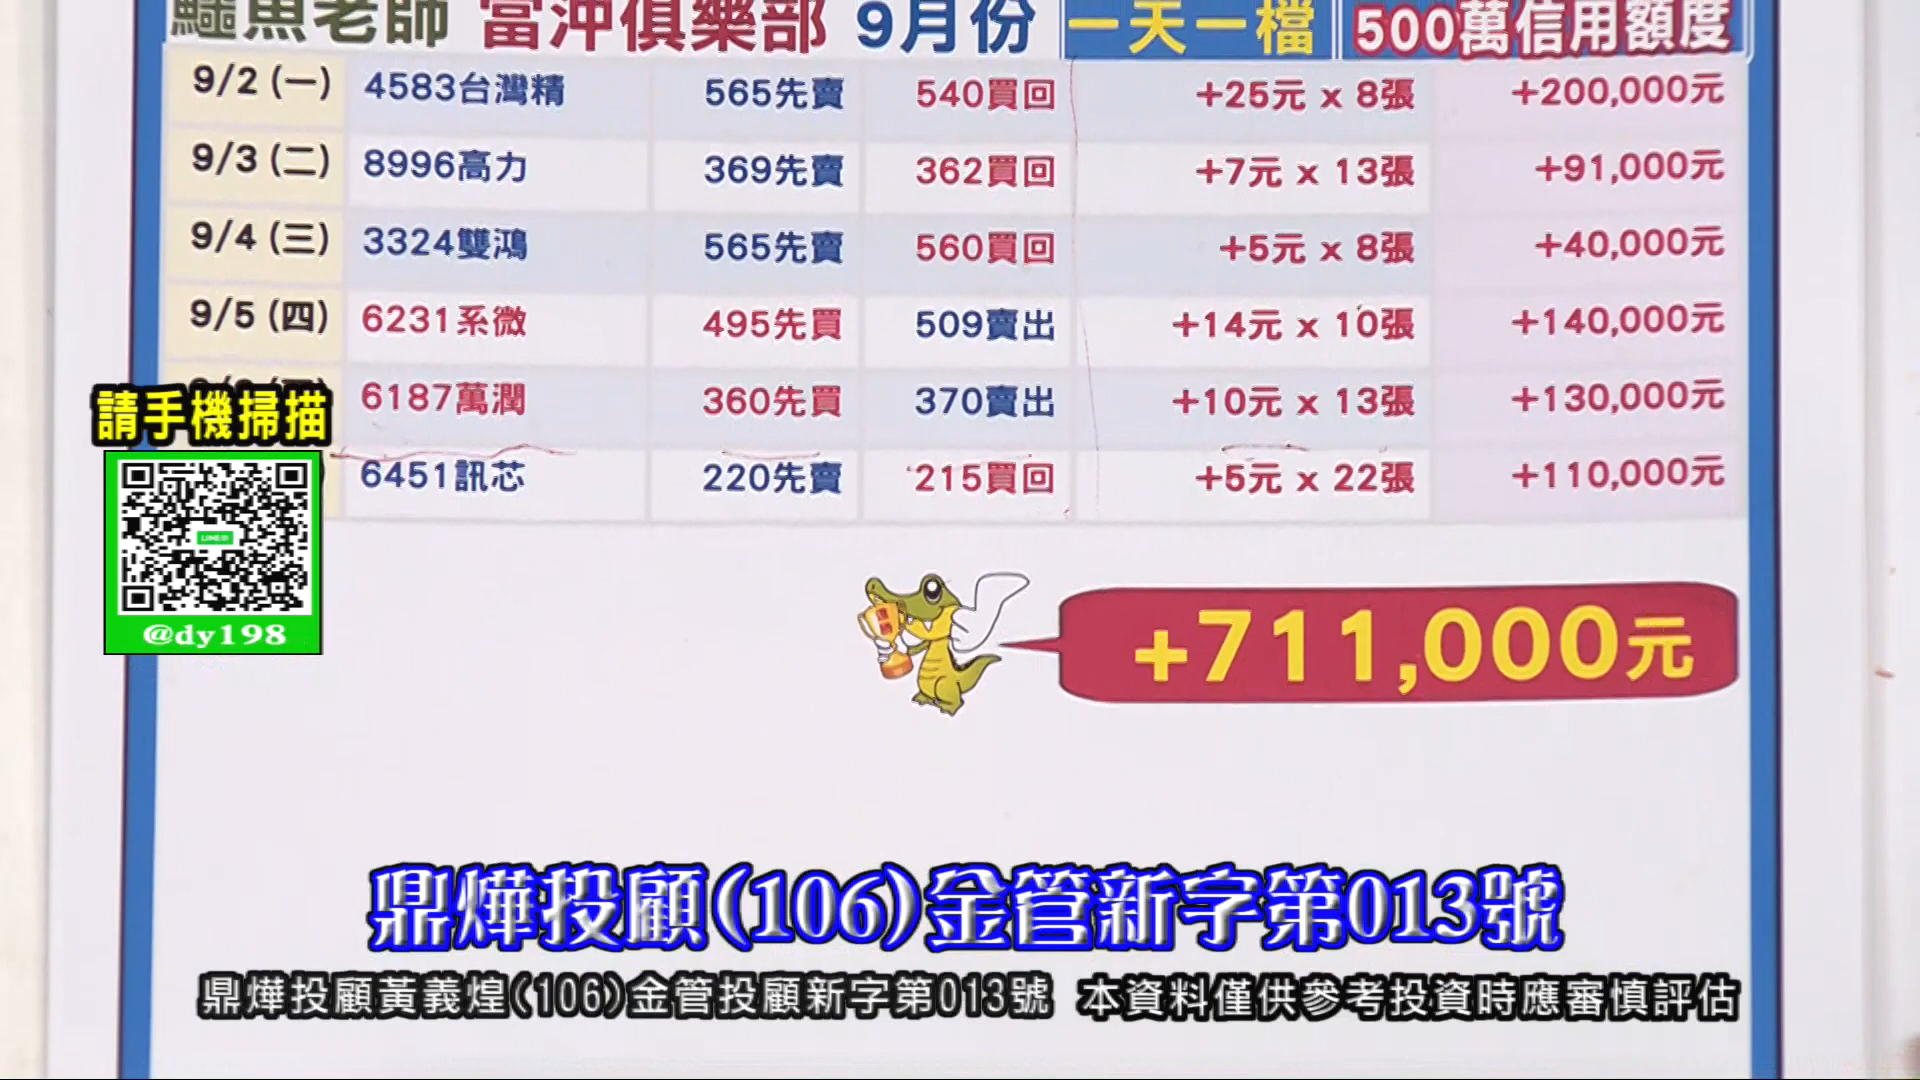 鱷魚老師 當沖俱樂部 9月份 一天一檔 500萬信用額度
9/2 (一) 4583台灣精 565先賣 540買回 +25元 x 8張 +200,000元
9/3 (二) 8996高力 369先賣 362買回 +7元 x 13張 +91,000元
9/4 (三) 3324雙鴻 565先賣 560買回 +5元 x 8張 +40,000元
9/5 (四) 6231系微 495先買 509賣出 +14元 x 10張 +140,000元
6187萬潤 360先買 370賣出 +10元 x 13張 +130,000元
6451訊芯 220先賣 215買回 +5元 x 22張 +110,000元
請手機掃描
LINE@
@dy198
+711,000元
鼎燁投顧(106)金管新字第013號
鼎燁投顧黃義煌(106)金管投顧新字第013號 本資料僅供參考投資時應審慎評估